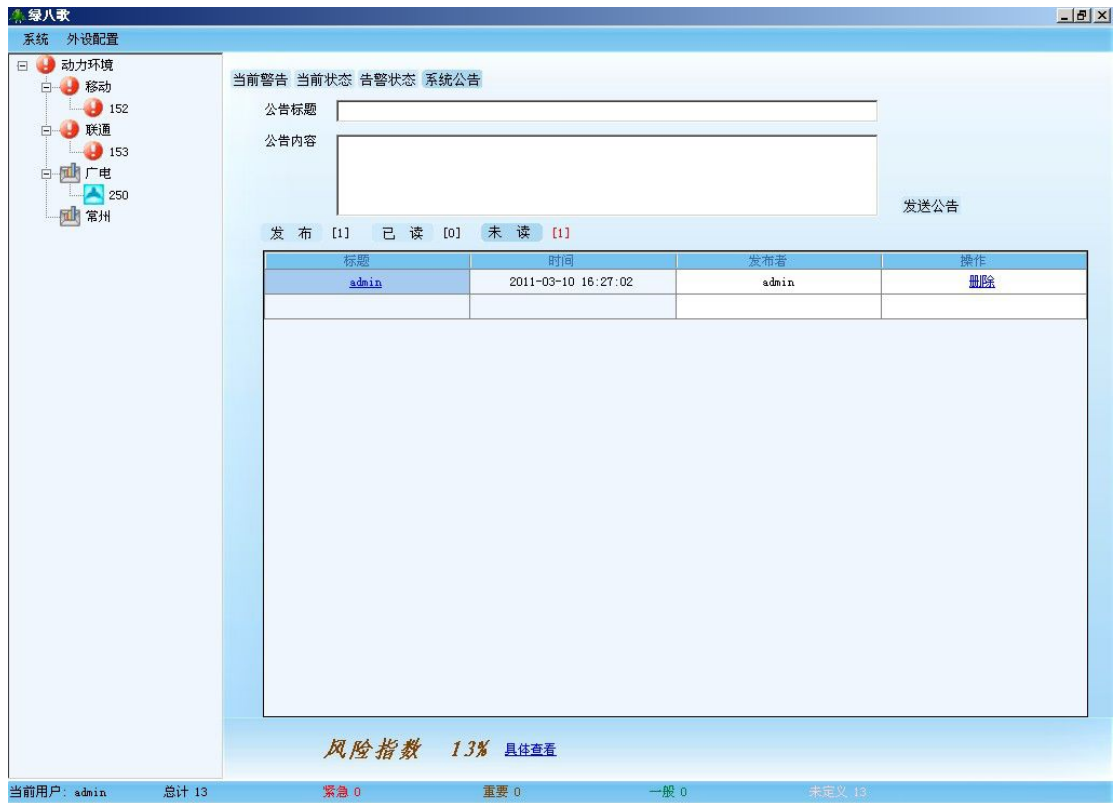 绿八歌
系统 外设配置
动力环境
移动
152
联通
153
广电
250
常州
当前警告 当前状态 告警状态 系统公告
公告标题
公告内容
发送公告
发 布 [1] 已 读 [0] 未 读 [1]
标题 时间 发布者 操作
admin 2011-03-10 16:27:02 admin 删除
风险指数 13% 具体查看
当前用户: admin 总计 13 紧急 0 重要 0 一般 0 未定义 13